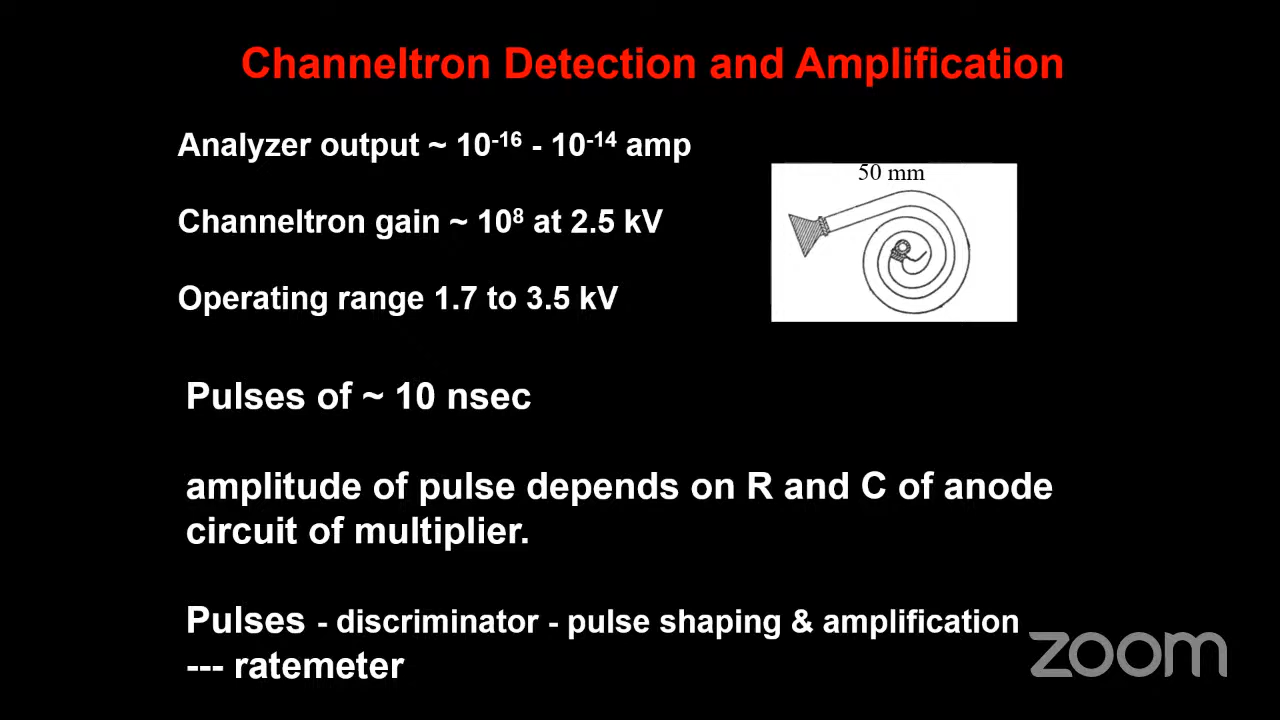 Channeltron Detection and Amplification
Analyzer output ~ 10⁻¹⁶ - 10⁻¹⁴ amp
50 mm
Channeltron gain ~ 10⁸ at 2.5 kV
Operating range 1.7 to 3.5 kV
Pulses of ~ 10 nsec
amplitude of pulse depends on R and C of anode
circuit of multiplier.
Pulses - discriminator - pulse shaping & amplification
--- ratemeter
zoom